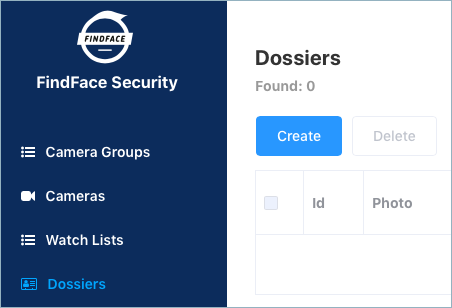 FINDFACE
FindFace Security
Camera Groups
Cameras
Watch Lists
Dossiers
Dossiers
Found: 0
Create Delete
Id Photo